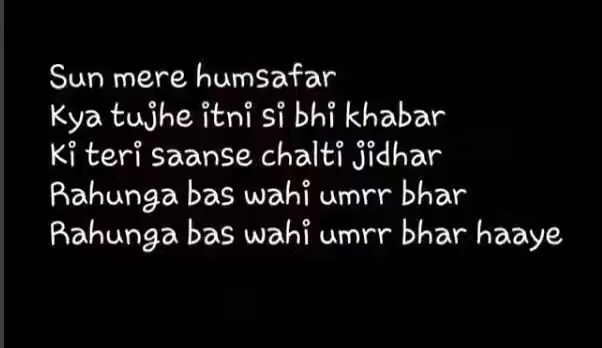 Sun mere humsafar
Kya tujhe itni si bhi khabar
Ki teri saanse chalti jidhar
Rahunga bas wahi umrr bhar
Rahunga bas wahi umrr bhar haaye